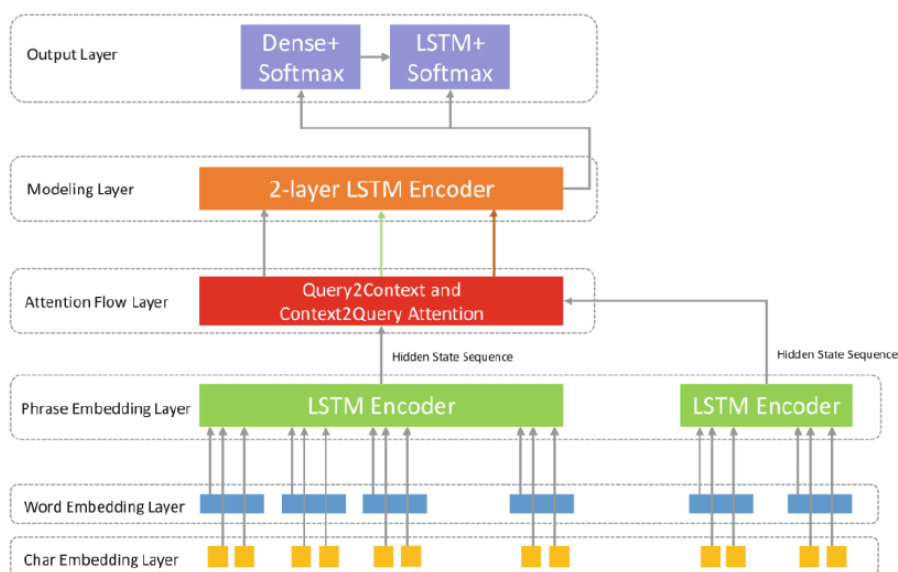 Output Layer
Dense+
Softmax
LSTM+
Softmax
Modeling Layer
2-layer LSTM Encoder
Attention Flow Layer
Query2Context and
Context2Query Attention
Hidden State Sequence
Hidden State Sequence
Phrase Embedding Layer
LSTM Encoder
LSTM Encoder
Word Embedding Layer
Char Embedding Layer